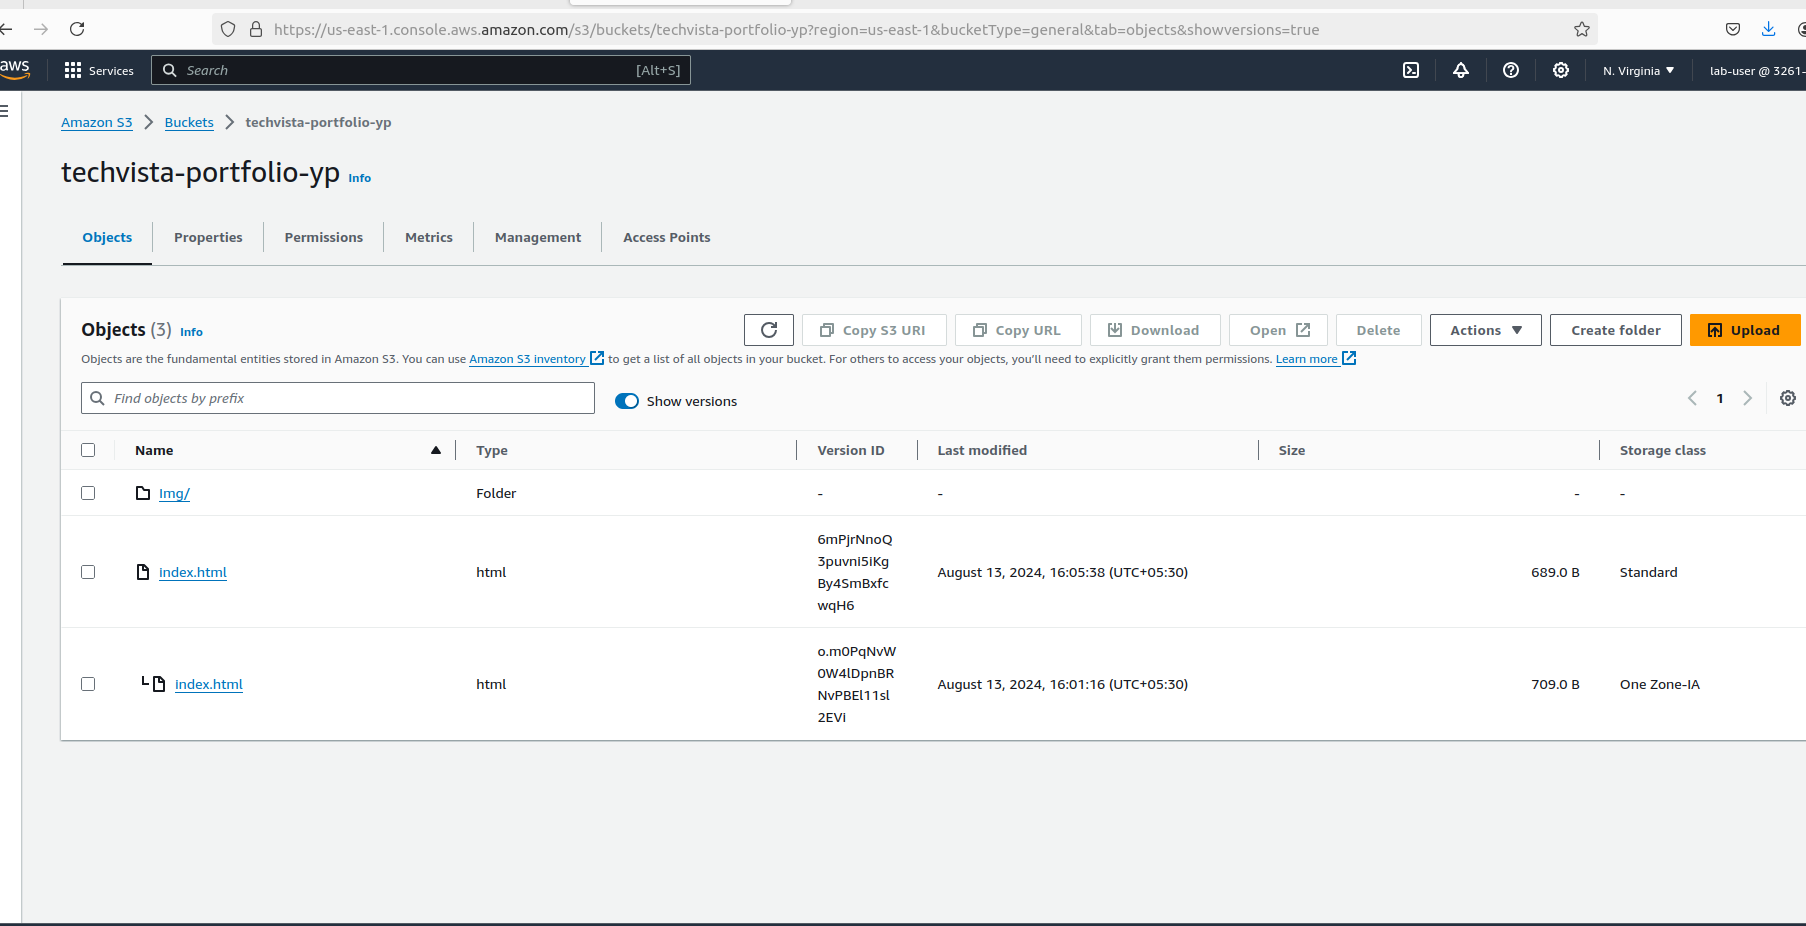 https://us-east-1.console.aws.amazon.com/s3/buckets/techvista-portfolio-yp?region=us-east-1&bucketType=general&tab=objects&showversions=true
aws Services Search [Alt+S] N. Virginia lab-user @ 3261-
Amazon S3 Buckets techvista-portfolio-yp
techvista-portfolio-yp Info
Objects Properties Permissions Metrics Management Access Points
Objects (3) Info Copy S3 URI Copy URL Download Open Delete Actions Create folder Upload
Objects are the fundamental entities stored in Amazon S3. You can use Amazon S3 inventory to get a list of all objects in your bucket. For others to access your objects, you’ll need to explicitly grant them permissions. Learn more
Find objects by prefix Show versions 1
Name Type Version ID Last modified Size Storage class
Img/ Folder - - - -
6mPjrNnoQ
3puvni5iKg
index.html html August 13, 2024, 16:05:38 (UTC+05:30) 689.0 B Standard
By4SmBxfc
wqH6
o.m0PqNvW
0W4lDpnBR
index.html html August 13, 2024, 16:01:16 (UTC+05:30) 709.0 B One Zone-IA
NvPBEl11sl
2EVi